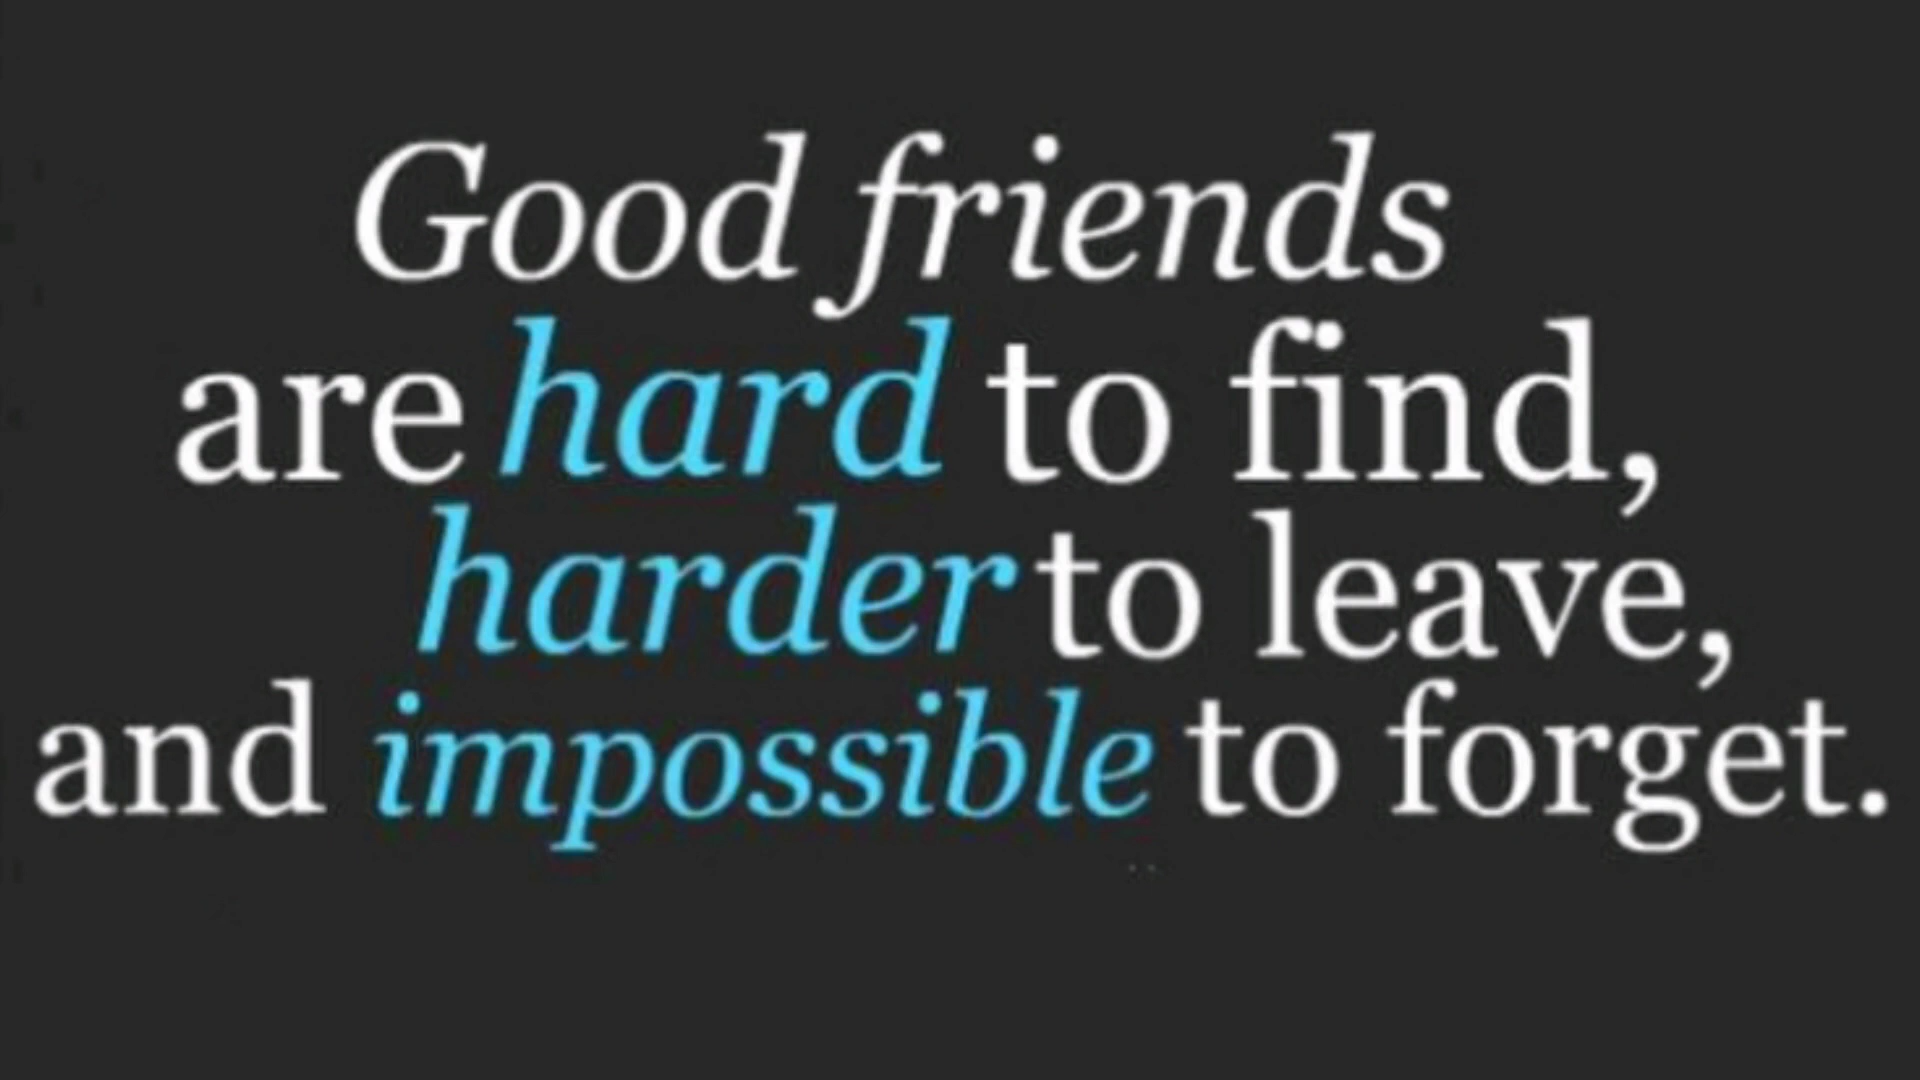 Good friends
are hard to find,
harder to leave,
and impossible to forget.